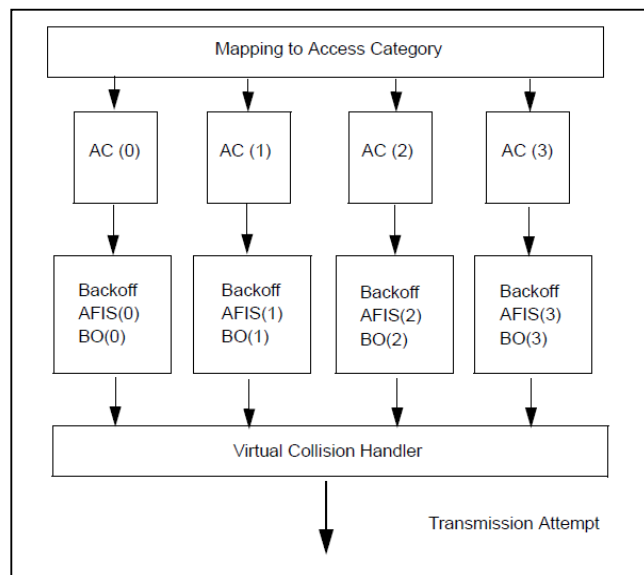 Mapping to Access Category
AC (0)
AC (1)
AC (2)
AC (3)
Backoff
AFIS(0)
BO(0)
Backoff
AFIS(1)
BO(1)
Backoff
AFIS(2)
BO(2)
Backoff
AFIS(3)
BO(3)
Virtual Collision Handler
Transmission Attempt